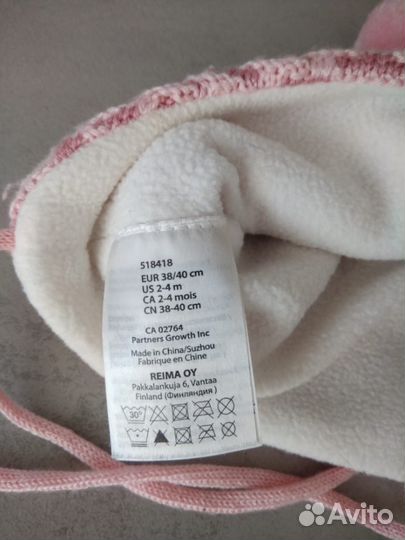 518418
EUR 38/40 cm
US 2-4 m
CA 2-4 mois
CN 38-40 cm
CA 02764
Partners Growth Inc
Made in China/Suzhou
Fabrique en Chine
REIMA OY
Pakkalankuja 6, Vantaa
Finland (Финляндия)
30°
Avito